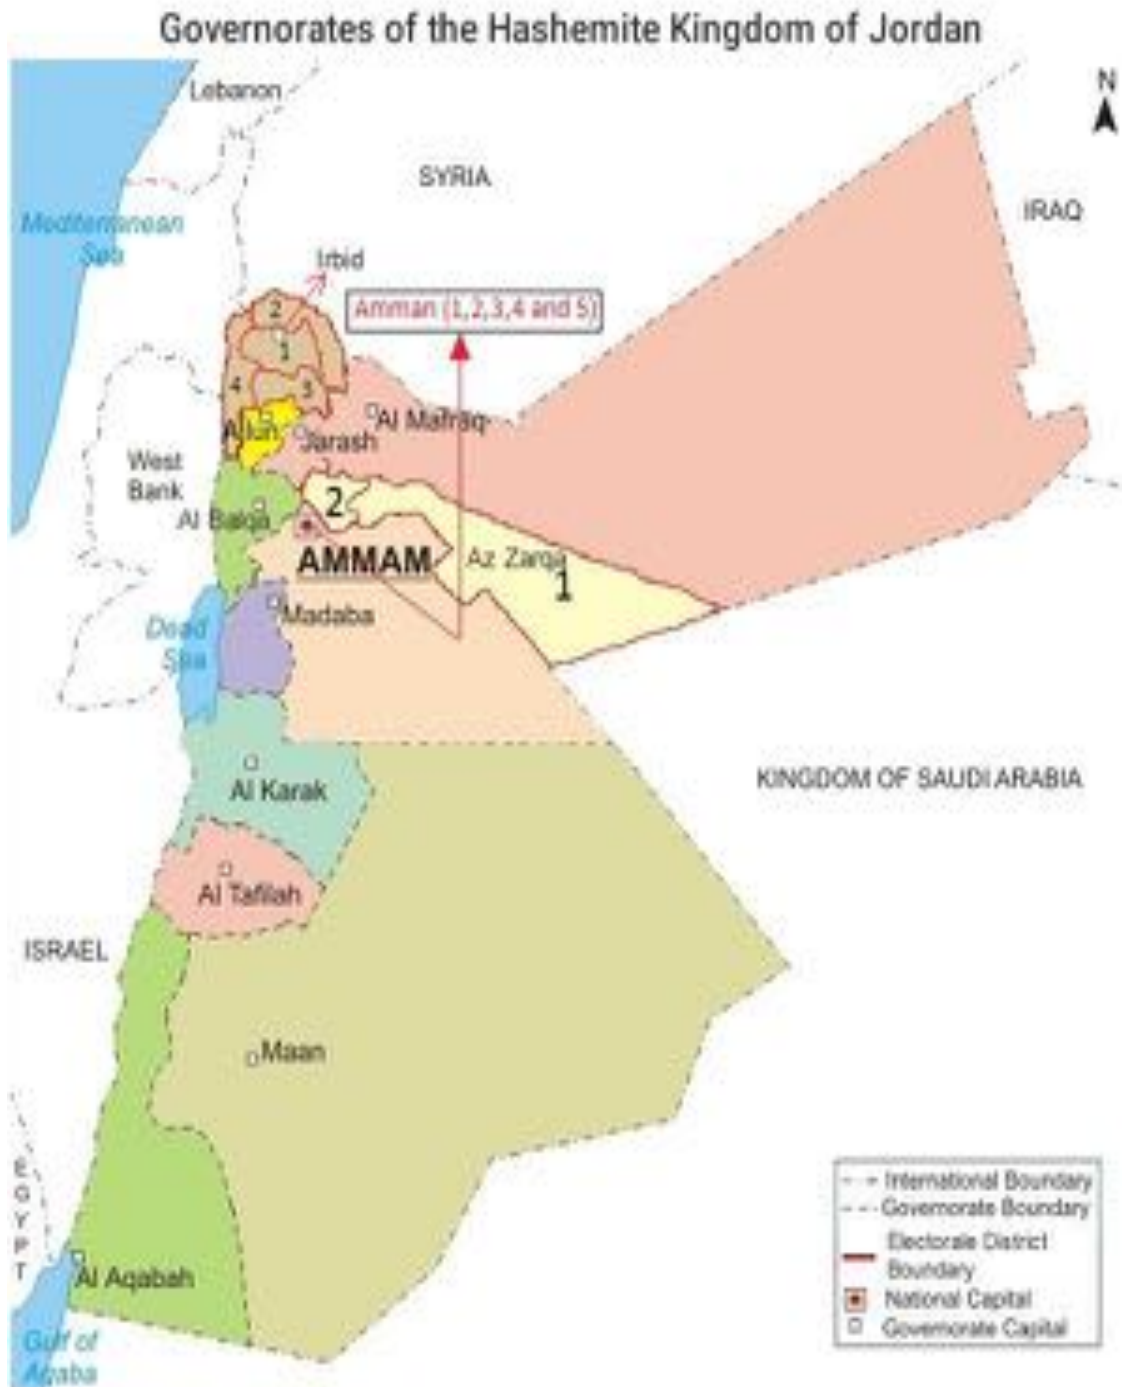 Governorates of the Hashemite Kingdom of Jordan
N
Lebanon
SYRIA
IRAQ
Mediterranean
Sea
Irbid
Amman (1,2,3,4 and 5)
2
1
4
3
Ajlun
Jarash
Al Mafraq
West
Bank
2
Al Balqa
AMMAM
Az Zarqa
1
Madaba
Dead
Sea
Al Karak
KINGDOM OF SAUDI ARABIA
Al Tafilah
ISRAEL
Maan
EGYPT
Al Aqabah
Gulf of
Aqaba
International Boundary
Governorate Boundary
Electorale District
Boundary
National Capital
Governorate Capital